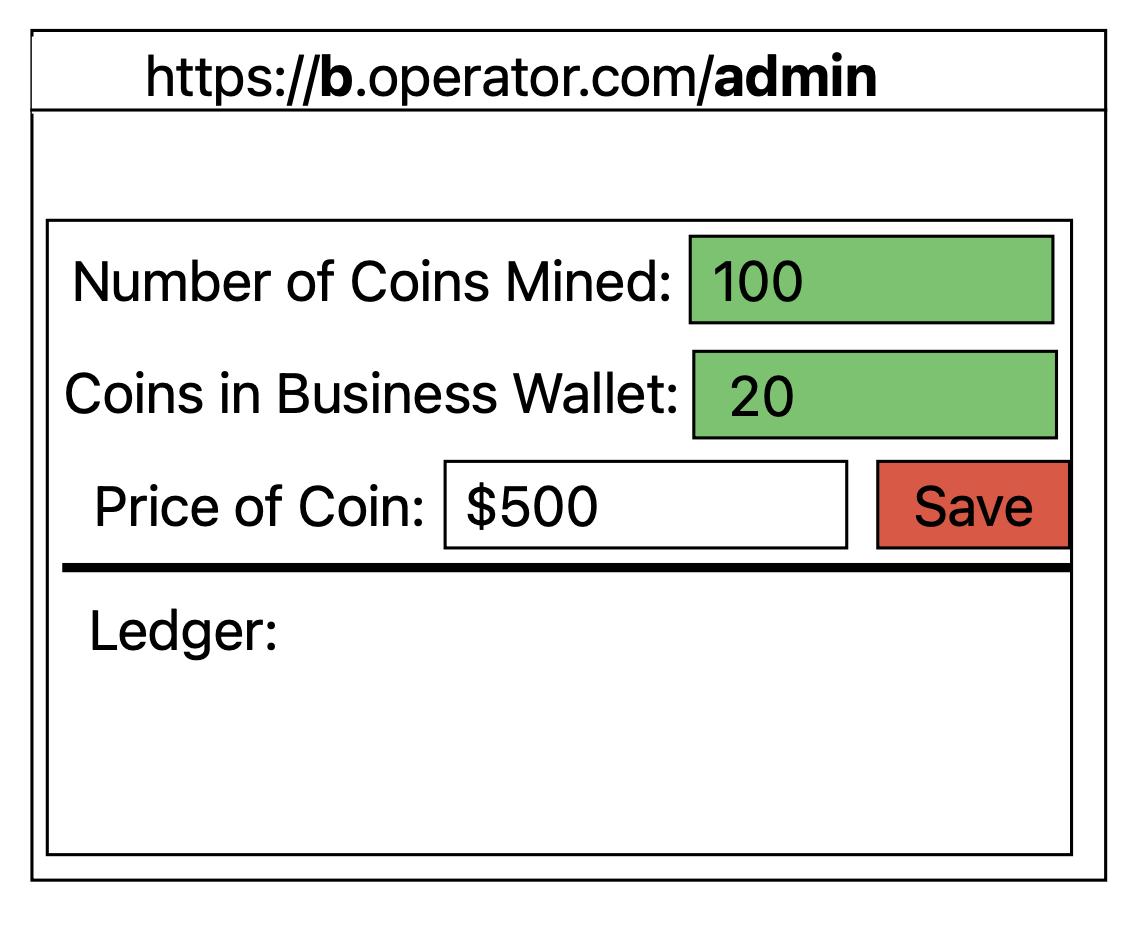 https://b.operator.com/admin
Number of Coins Mined: 100
Coins in Business Wallet: 20
Price of Coin: $500 Save
Ledger: